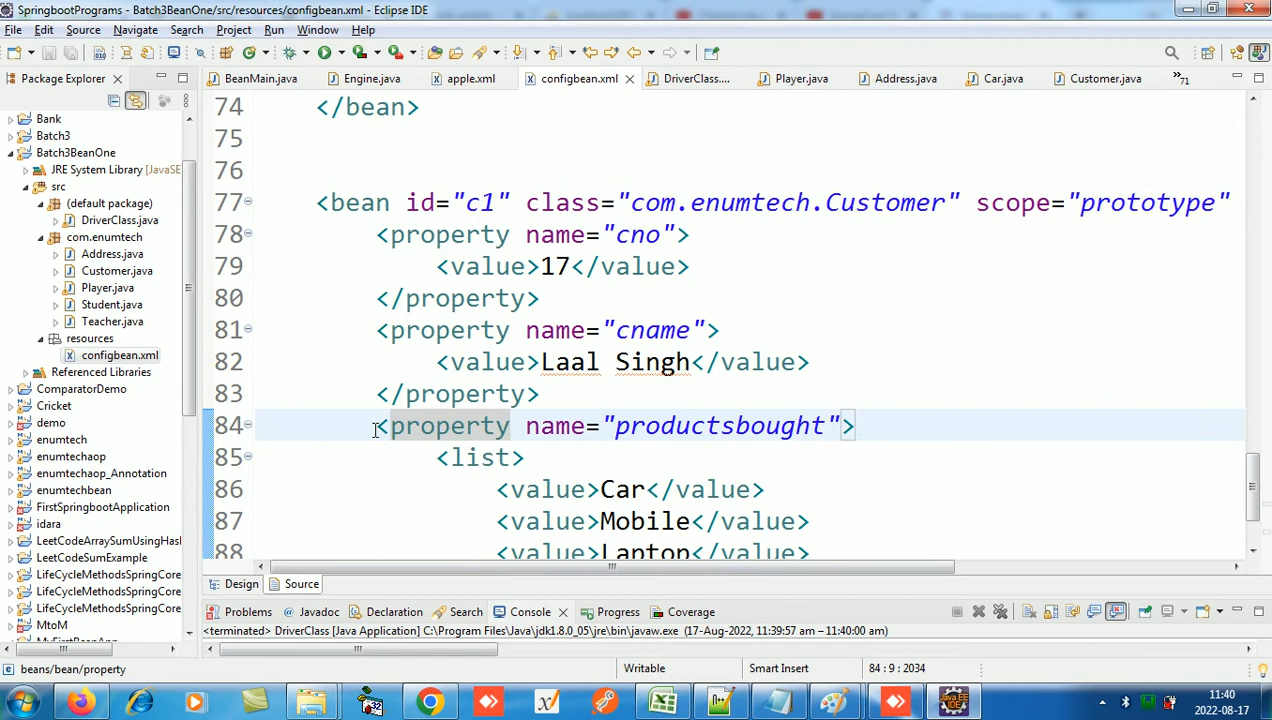 SpringbootPrograms - Batch3BeanOne/src/resources/configbean.xml - Eclipse IDE
File Edit Source Navigate Search Project Run Window Help
Package Explorer
BeanMain.java Engine.java apple.xml configbean.xml DriverClass.... Player.java Address.java Car.java Customer.java 71
Bank
Batch3
Batch3BeanOne
JRE System Library [JavaSE
src
(default package)
DriverClass.java
com.enumtech
Address.java
Customer.java
Player.java
Student.java
Teacher.java
resources
configbean.xml
Referenced Libraries
ComparatorDemo
Cricket
demo
enumtech
enumtechaop
enumtechaop_Annotation
enumtechbean
FirstSpringbootApplication
idara
LeetCodeArraySumUsingHasl
LeetCodeSumExample
LifeCycleMethodsSpringCore
LifeCycleMethodsSpringCore
LifeCycleMethodsSpringCore
MtoM
MyFirstBeanApp
74 </bean>
75
76
77 <bean id="c1" class="com.enumtech.Customer" scope="prototype"
78 <property name="cno">
79 <value>17</value>
80 </property>
81 <property name="cname">
82 <value>Laal Singh</value>
83 </property>
84 <property name="productsbought">
85 <list>
86 <value>Car</value>
87 <value>Mobile</value>
88 <value>Laptop</value>
Design Source
Problems Javadoc Declaration Search Console Progress Coverage
<terminated> DriverClass [Java Application] C:\Program Files\Java\jdk1.8.0_05\jre\bin\javaw.exe (17-Aug-2022, 11:39:57 am – 11:40:00 am)
beans/bean/property Writable Smart Insert 84 : 9 : 2034
11:40
2022-08-17